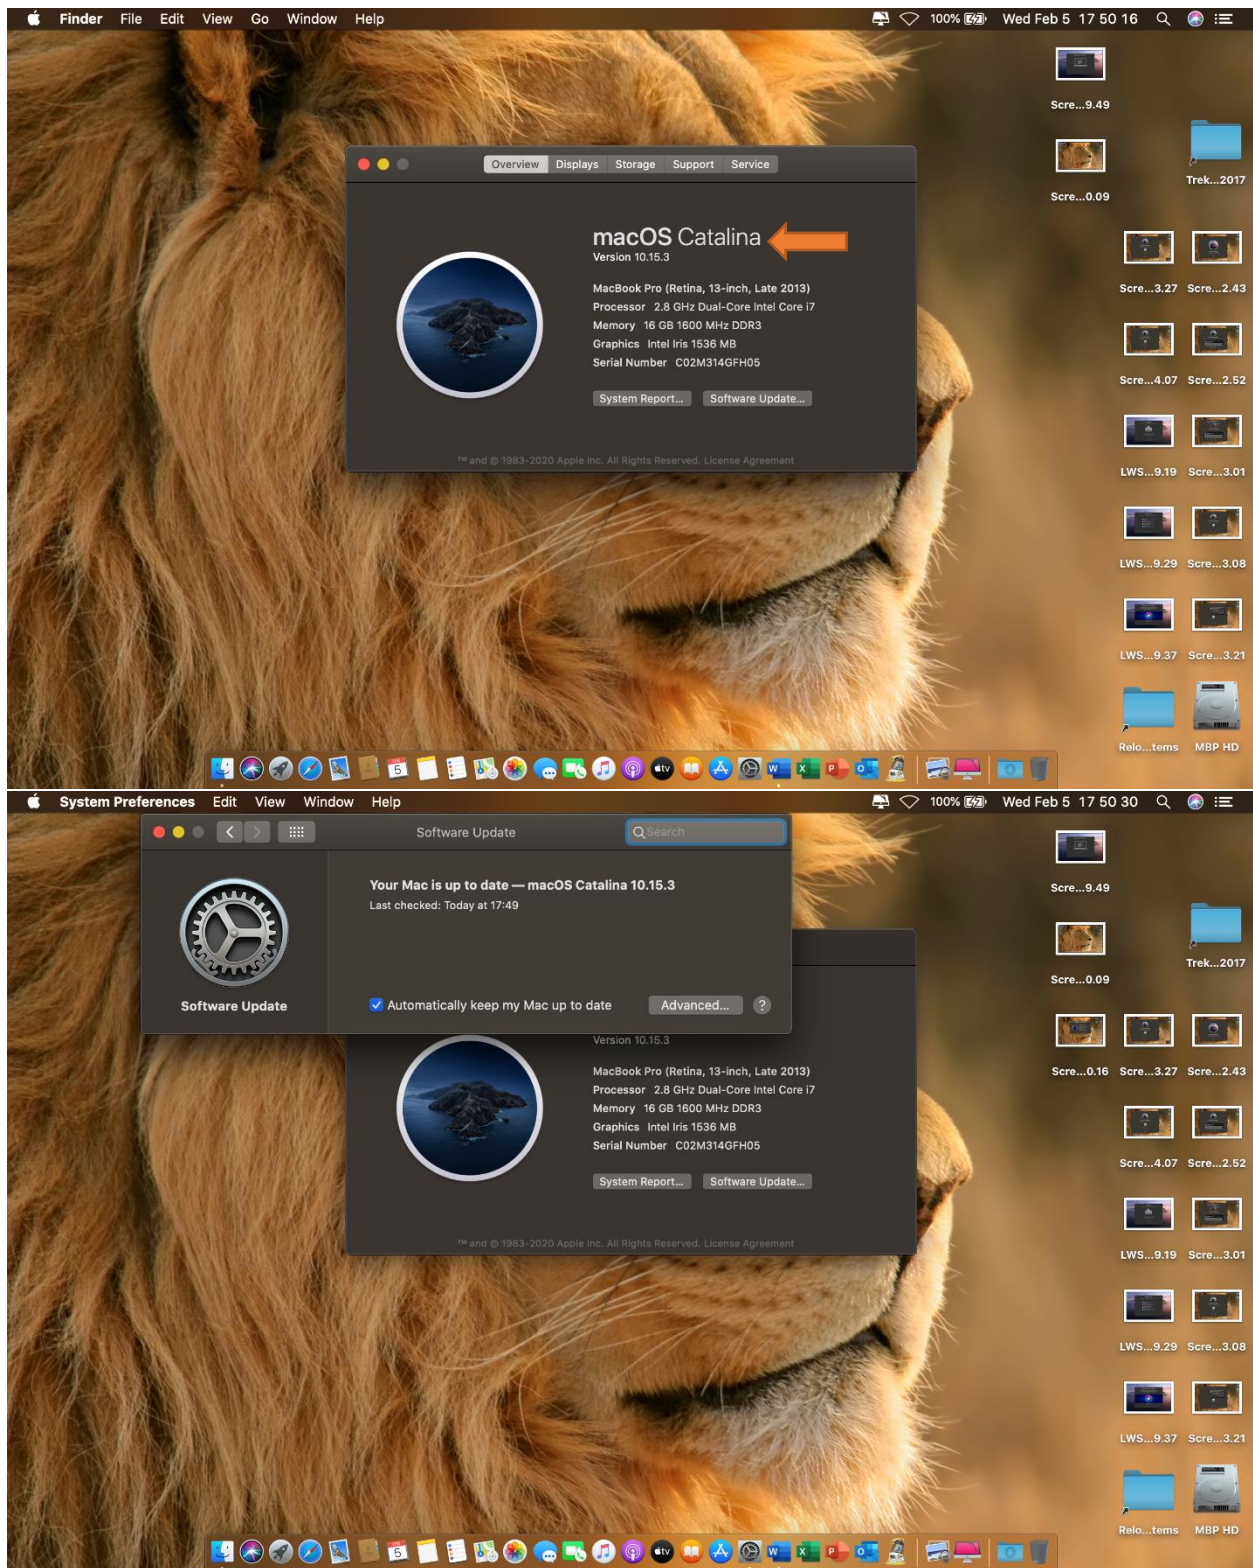 Finder File Edit View Go Window Help 100% Wed Feb 5 17 50 16
Scre...9.49
Scre...0.09
Trek...2017
Overview Displays Storage Support Service
macOS Catalina
Version 10.15.3
MacBook Pro (Retina, 13-inch, Late 2013)
Processor 2.8 GHz Dual-Core Intel Core i7
Memory 16 GB 1600 MHz DDR3
Graphics Intel Iris 1536 MB
Serial Number C02M314GFH05
System Report... Software Update...
™ and © 1983-2020 Apple Inc. All Rights Reserved. License Agreement
Scre...3.27 Scre...2.43
Scre...4.07 Scre...2.52
LWS...9.19 Scre...3.01
LWS...9.29 Scre...3.08
LWS...9.37 Scre...3.21
Relo...tems MBP HD
5 tv W X P O
System Preferences Edit View Window Help 100% Wed Feb 5 17 50 30
Software Update Search
Your Mac is up to date — macOS Catalina 10.15.3
Last checked: Today at 17:49
Software Update
Automatically keep my Mac up to date Advanced... ?
Version 10.15.3
MacBook Pro (Retina, 13-inch, Late 2013)
Processor 2.8 GHz Dual-Core Intel Core i7
Memory 16 GB 1600 MHz DDR3
Graphics Intel Iris 1536 MB
Serial Number C02M314GFH05
System Report... Software Update...
™ and © 1983-2020 Apple Inc. All Rights Reserved. License Agreement
Scre...9.49
Trek...2017
Scre...0.09
Scre...0.16 Scre...3.27 Scre...2.43
Scre...4.07 Scre...2.52
LWS...9.19 Scre...3.01
LWS...9.29 Scre...3.08
LWS...9.37 Scre...3.21
Relo...tems MBP HD
5 tv W X P O